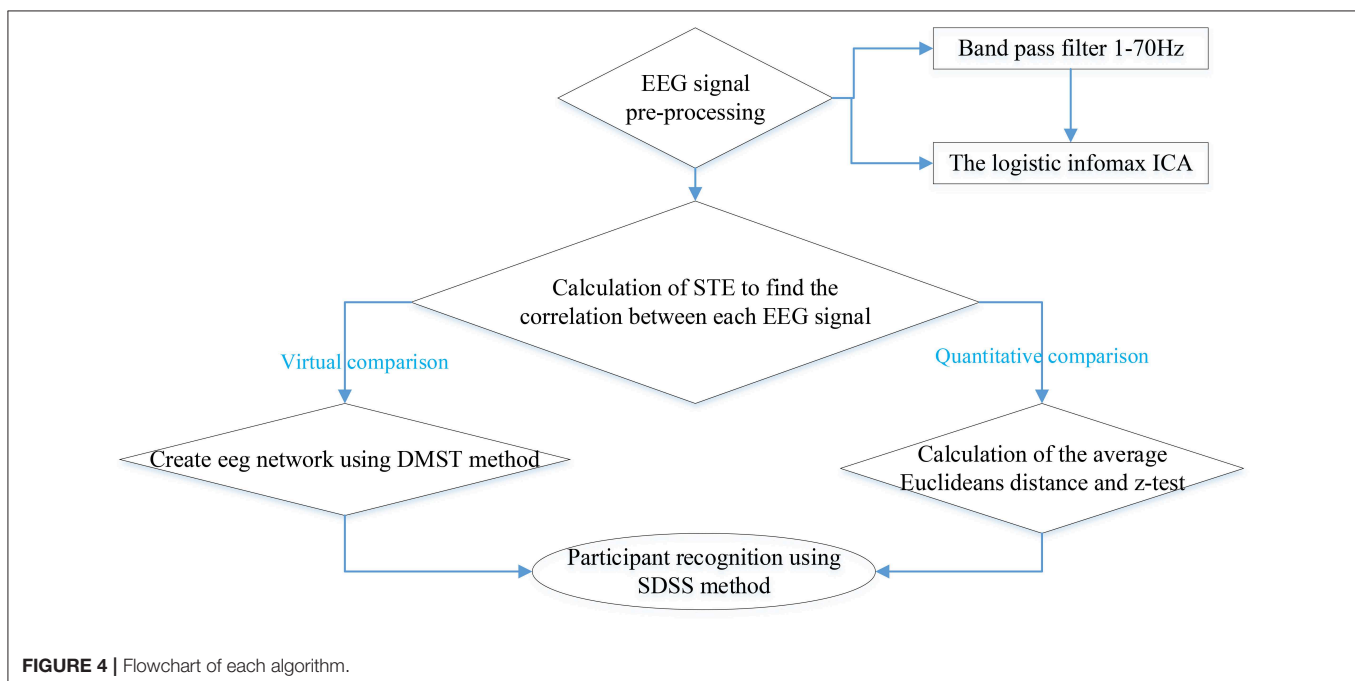 EEG signal
pre-processing
Band pass filter 1-70Hz
The logistic infomax ICA
Calculation of STE to find the
correlation between each EEG signal
Virtual comparison
Quantitative comparison
Create eeg network using DMST method
Calculation of the average
Euclideans distance and z-test
Participant recognition using
SDSS method
FIGURE 4 | Flowchart of each algorithm.